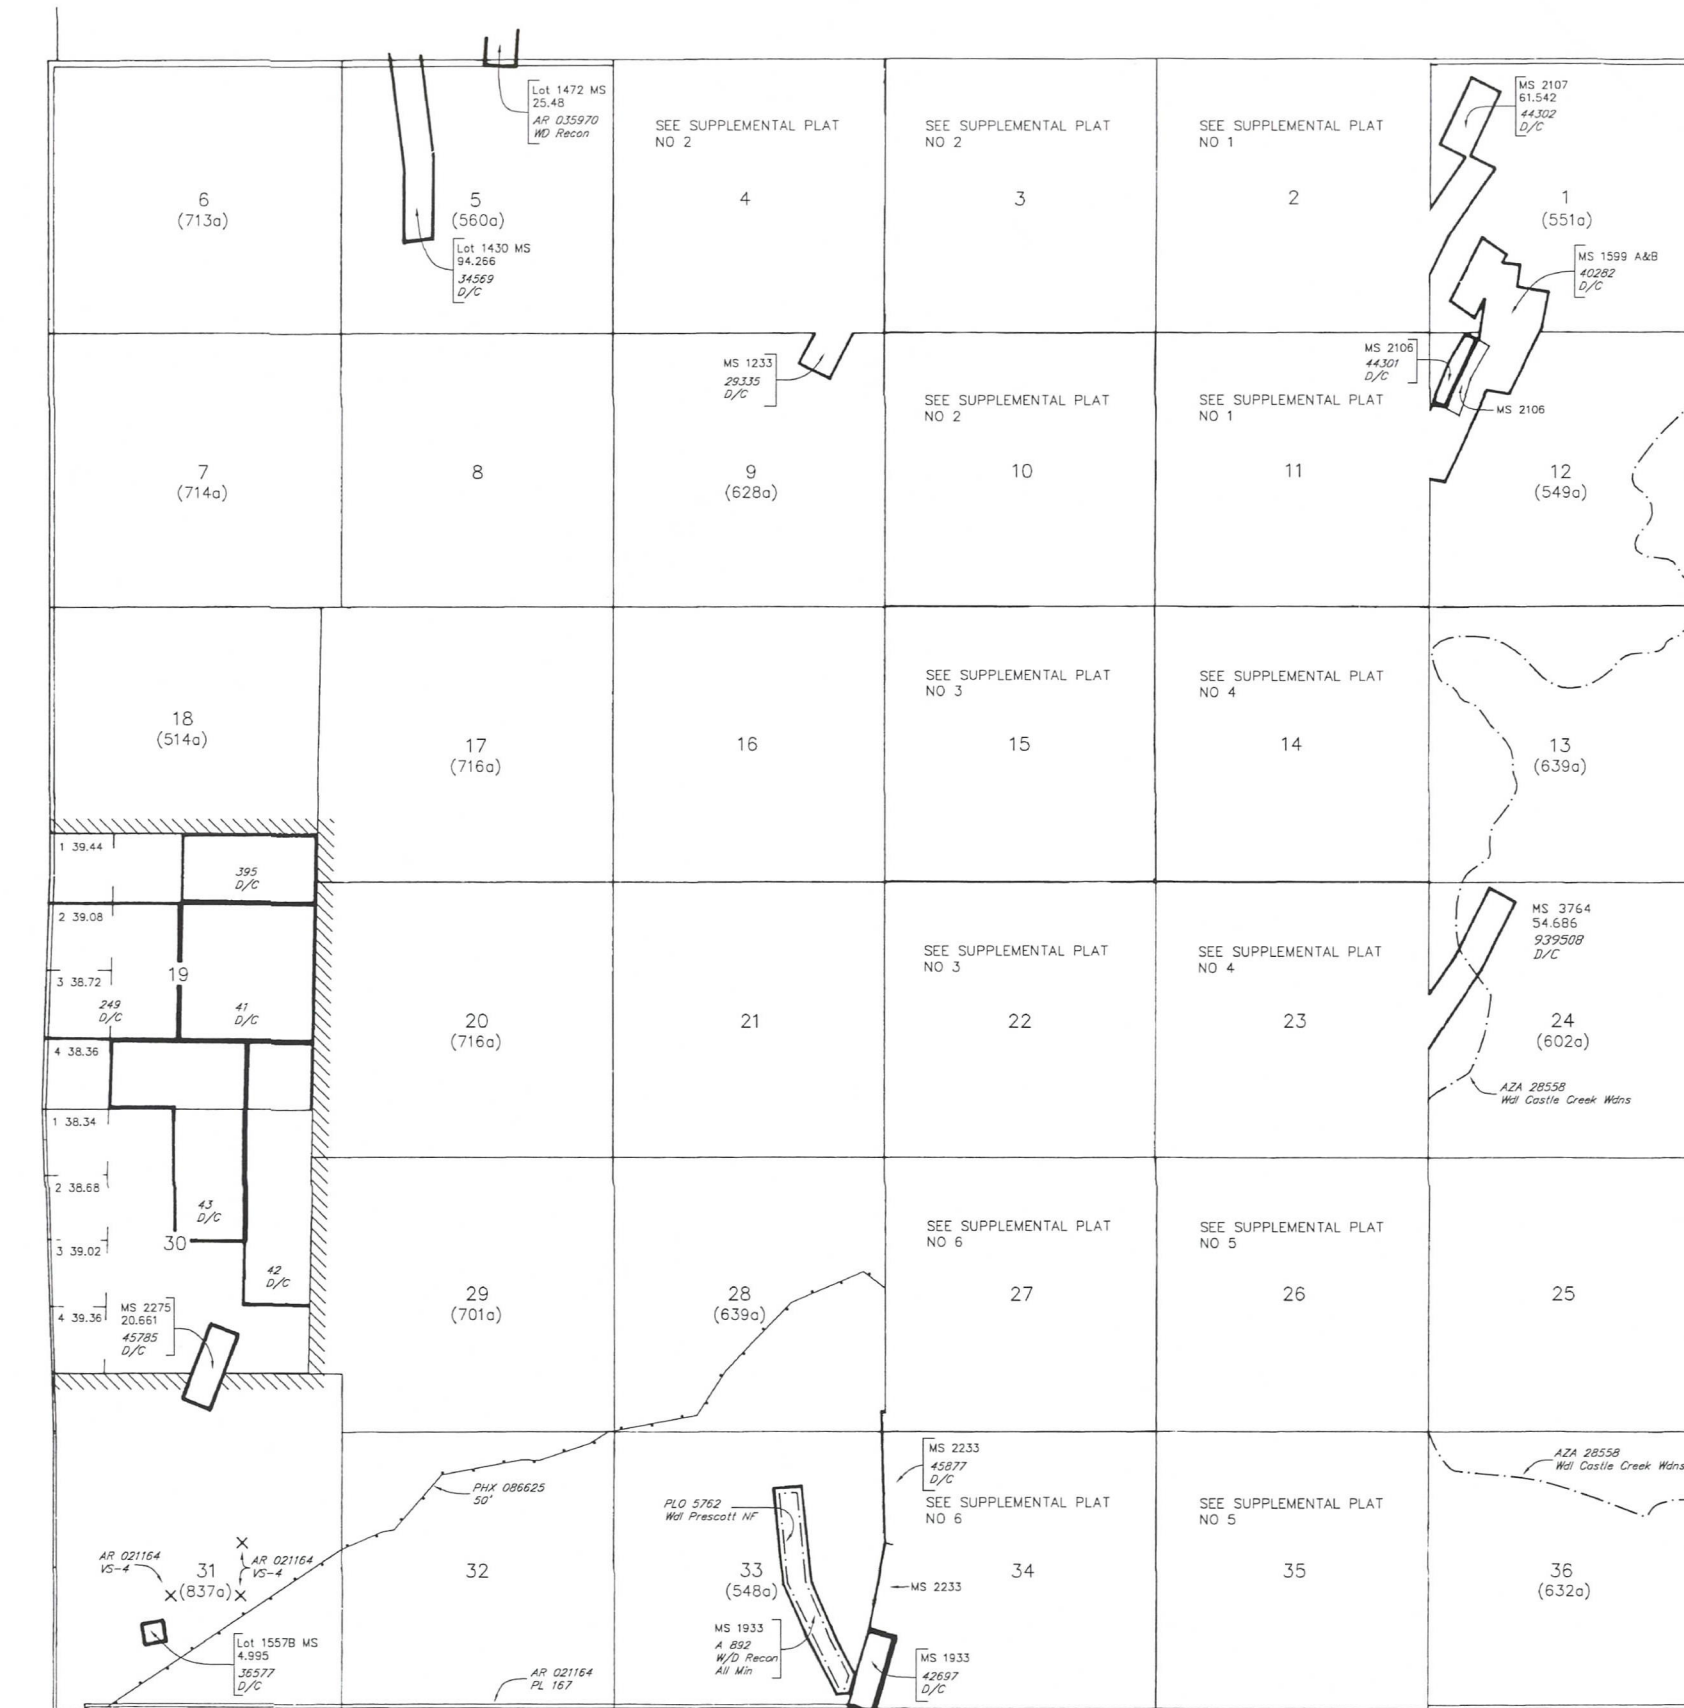 Lot 1472 MS
25.48
AR 035970
WD Recon
SEE SUPPLEMENTAL PLAT
NO 2
SEE SUPPLEMENTAL PLAT
NO 2
SEE SUPPLEMENTAL PLAT
NO 1
MS 2107
61.542
44302
D/C
6
(713a)
5
(560a)
4
3
2
1
(551a)
Lot 1430 MS
94.266
34569
D/C
MS 1599 A&B
40282
D/C
MS 1233
29335
D/C
MS 2106
44301
D/C
MS 2106
SEE SUPPLEMENTAL PLAT
NO 2
SEE SUPPLEMENTAL PLAT
NO 1
7
(714a)
8
9
(628a)
10
11
12
(549a)
SEE SUPPLEMENTAL PLAT
NO 3
SEE SUPPLEMENTAL PLAT
NO 4
18
(514a)
17
(716a)
16
15
14
13
(639a)
1 39.44
395
D/C
2 39.08
19
3 38.72
249
D/C
41
D/C
4 38.36
SEE SUPPLEMENTAL PLAT
NO 3
SEE SUPPLEMENTAL PLAT
NO 4
MS 3764
54.686
939508
D/C
20
(716a)
21
22
23
24
(602a)
AZA 28558
Wdl Castle Creek Wdns
1 38.34
2 38.68
43
D/C
3 39.02
30
42
D/C
4 39.36
MS 2275
20.661
45785
D/C
SEE SUPPLEMENTAL PLAT
NO 6
SEE SUPPLEMENTAL PLAT
NO 5
29
(701a)
28
(639a)
27
26
25
PHX 086625
50'
PLO 5762
Wdl Prescott NF
MS 2233
45877
D/C
SEE SUPPLEMENTAL PLAT
NO 6
SEE SUPPLEMENTAL PLAT
NO 5
AZA 28558
Wdl Castle Creek Wdns
AR 021164
VS-4
AR 021164
VS-4
31
(837a)
32
33
(548a)
34
35
36
(632a)
MS 2233
Lot 1557B MS
4.995
36577
D/C
AR 021164
PL 167
MS 1933
A 892
W/D Recon
All Min
MS 1933
42697
D/C